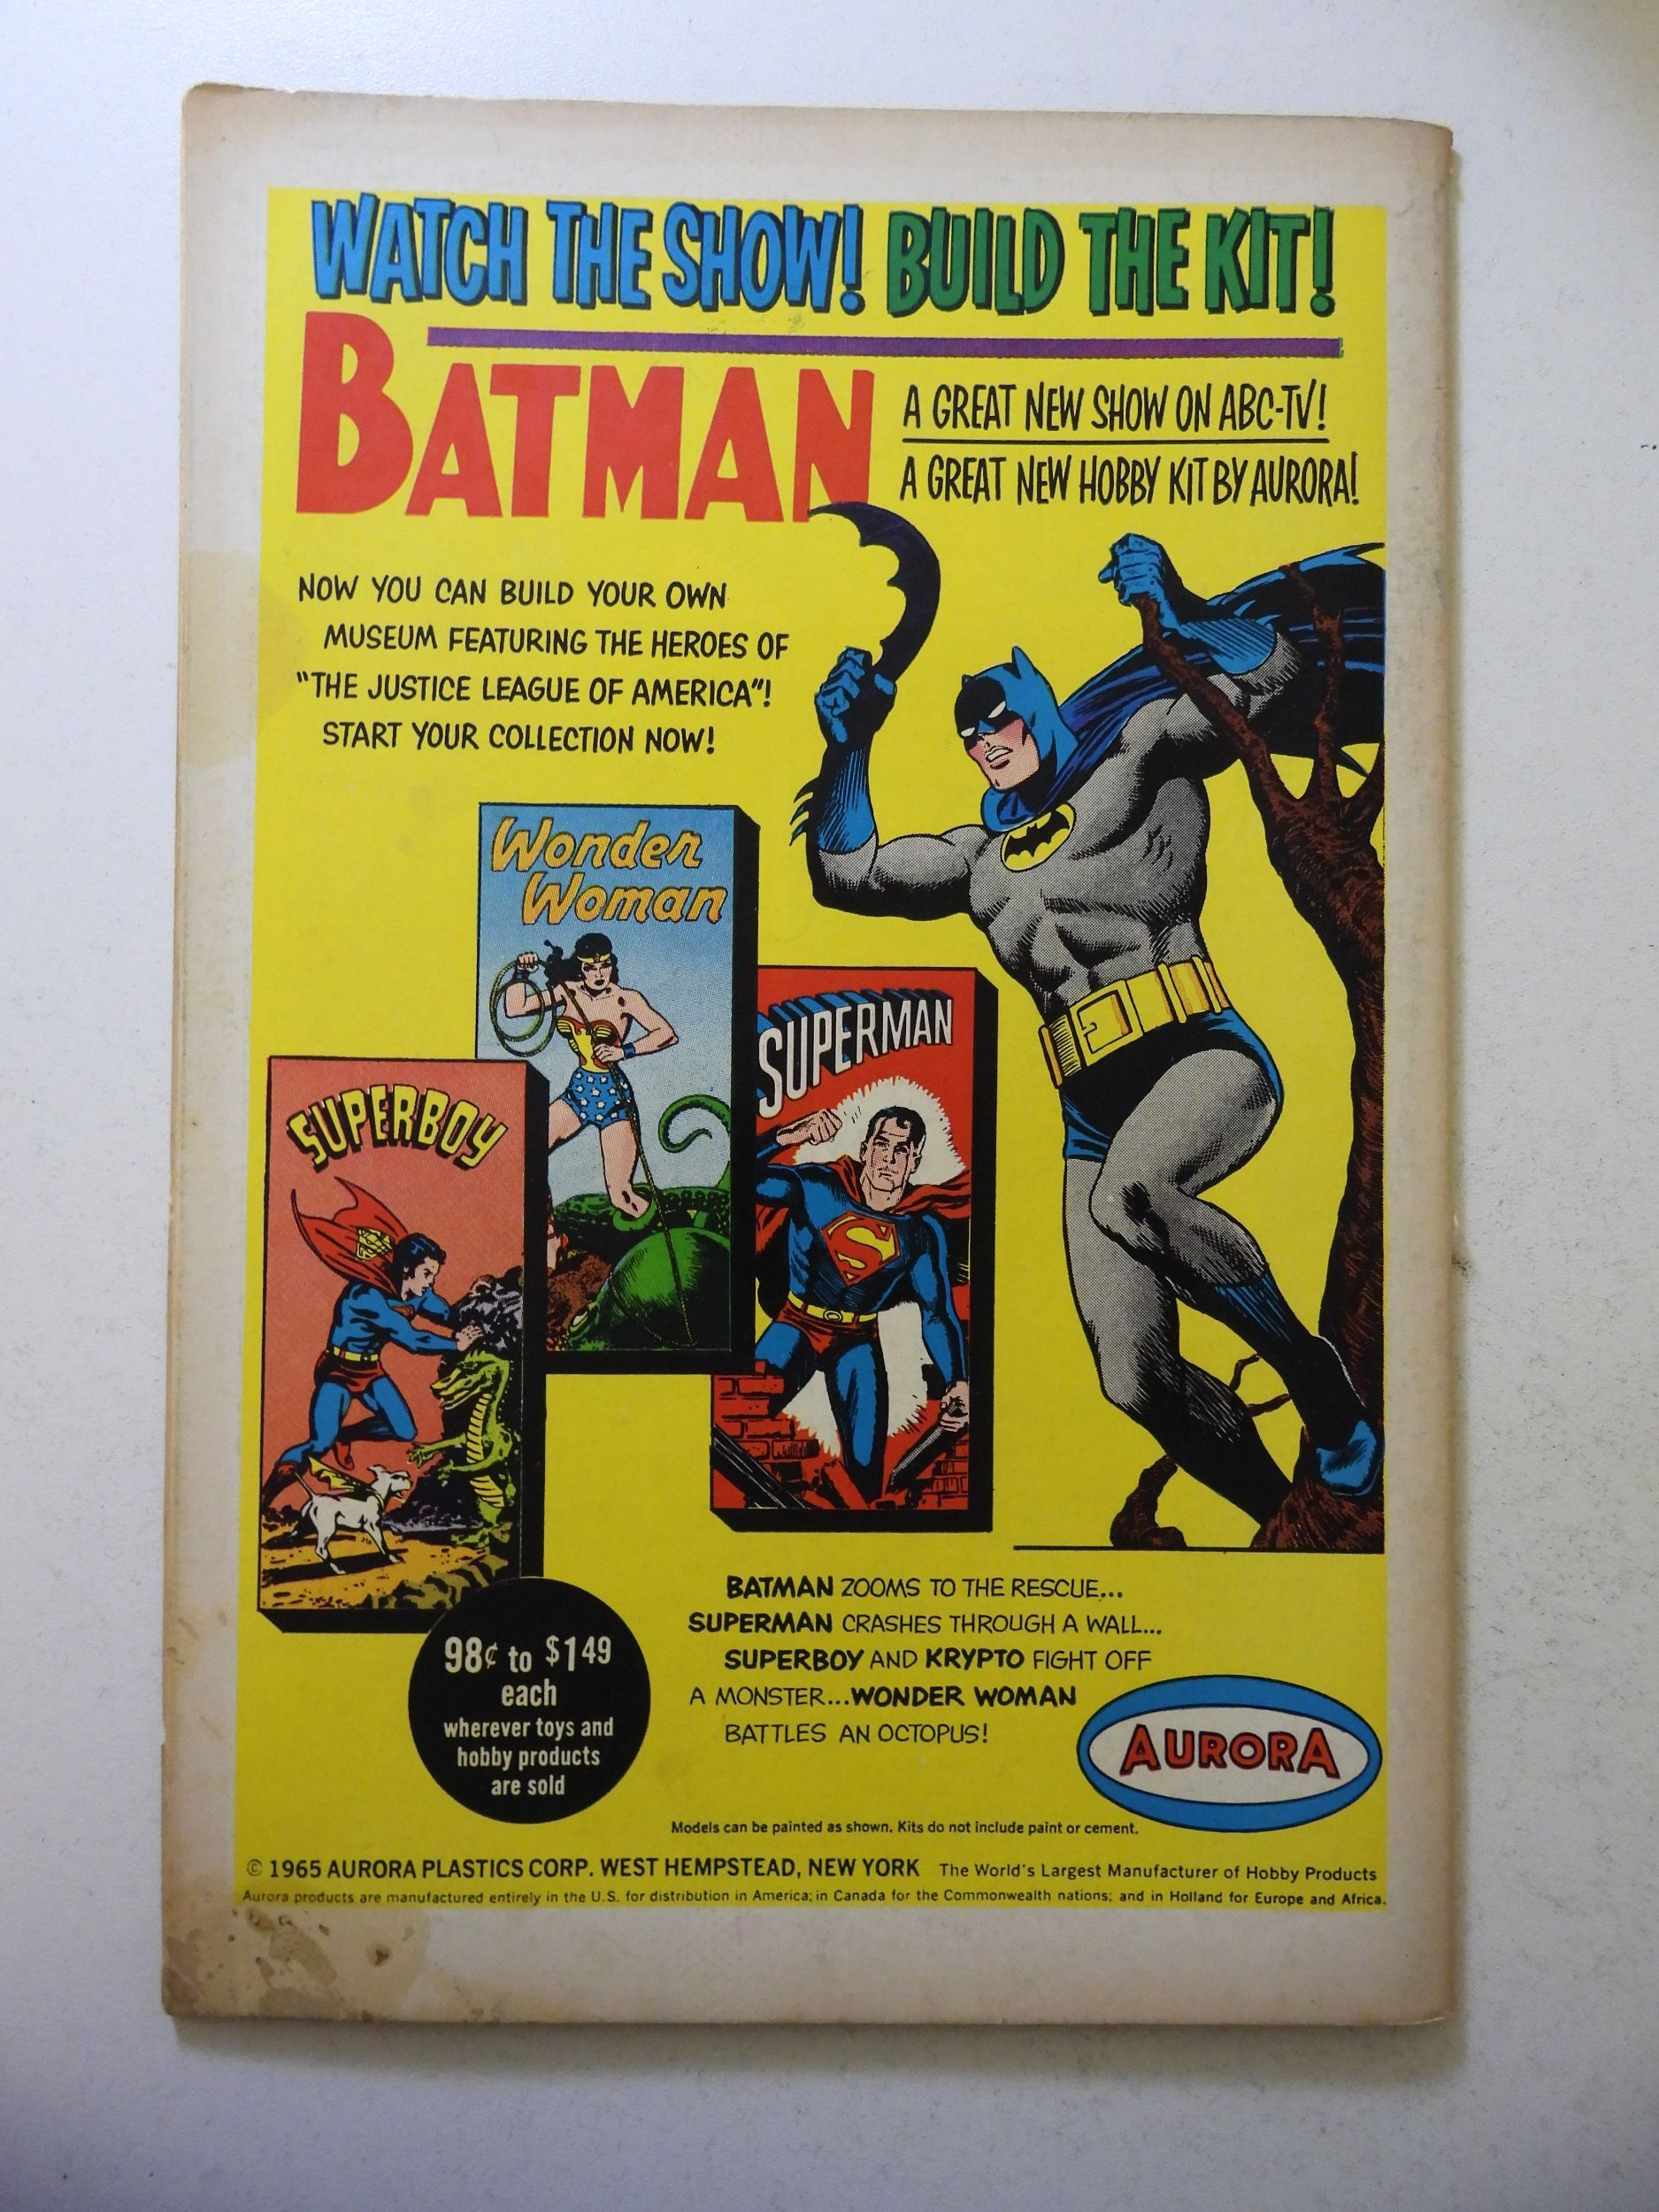 WATCH THE SHOW! BUILD THE KIT!
BATMAN
A GREAT NEW SHOW ON ABC-TV!
A GREAT NEW HOBBY KIT BY AURORA!
NOW YOU CAN BUILD YOUR OWN
MUSEUM FEATURING THE HEROES OF
"THE JUSTICE LEAGUE OF AMERICA"!
START YOUR COLLECTION NOW!
Wonder
Woman
SUPERMAN
SUPERBOY
98¢ to $1 49
each
wherever toys and
hobby products
are sold
BATMAN ZOOMS TO THE RESCUE...
SUPERMAN CRASHES THROUGH A WALL...
SUPERBOY AND KRYPTO FIGHT OFF
A MONSTER...WONDER WOMAN
BATTLES AN OCTOPUS!
AURORA
Models can be painted as shown. Kits do not include paint or cement.
© 1965 AURORA PLASTICS CORP. WEST HEMPSTEAD, NEW YORK The World's Largest Manufacturer of Hobby Products
Aurora products are manufactured entirely in the U.S. for distribution in America; in Canada for the Commonwealth nations; and in Holland for Europe and Africa.